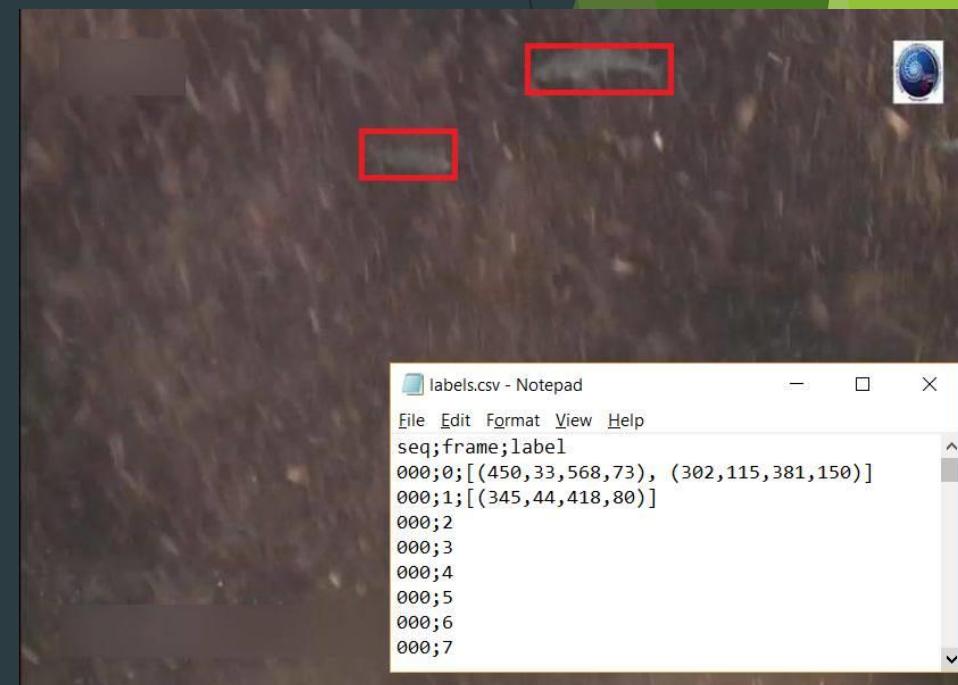 labels.csv - Notepad
File Edit Format View Help
seq;frame;label
000;0;[(450,33,568,73), (302,115,381,150)]
000;1;[(345,44,418,80)]
000;2
000;3
000;4
000;5
000;6
000;7